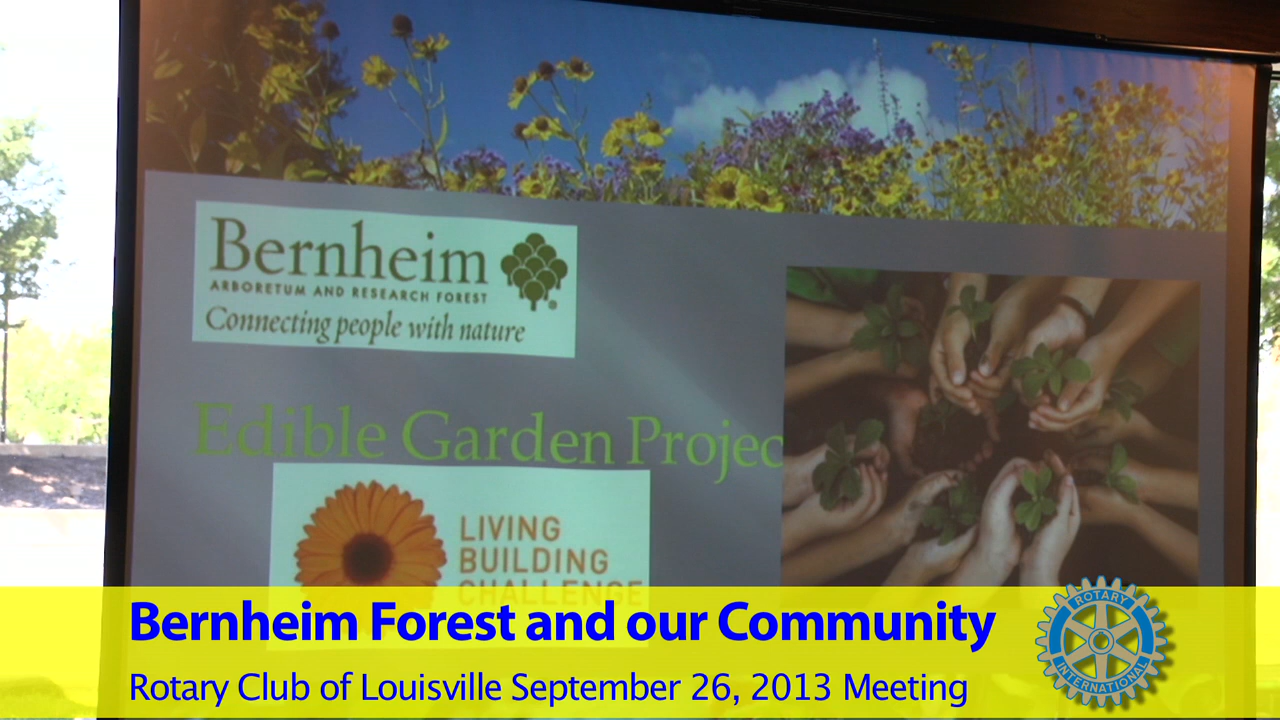 Bernheim
ARBORETUM AND RESEARCH FOREST
Connecting people with nature
Edible Garden Projec
LIVING
BUILDING
CHALLENGE
Bernheim Forest and our Community
Rotary Club of Louisville September 26, 2013 Meeting
ROTARY
INTERNATIONAL